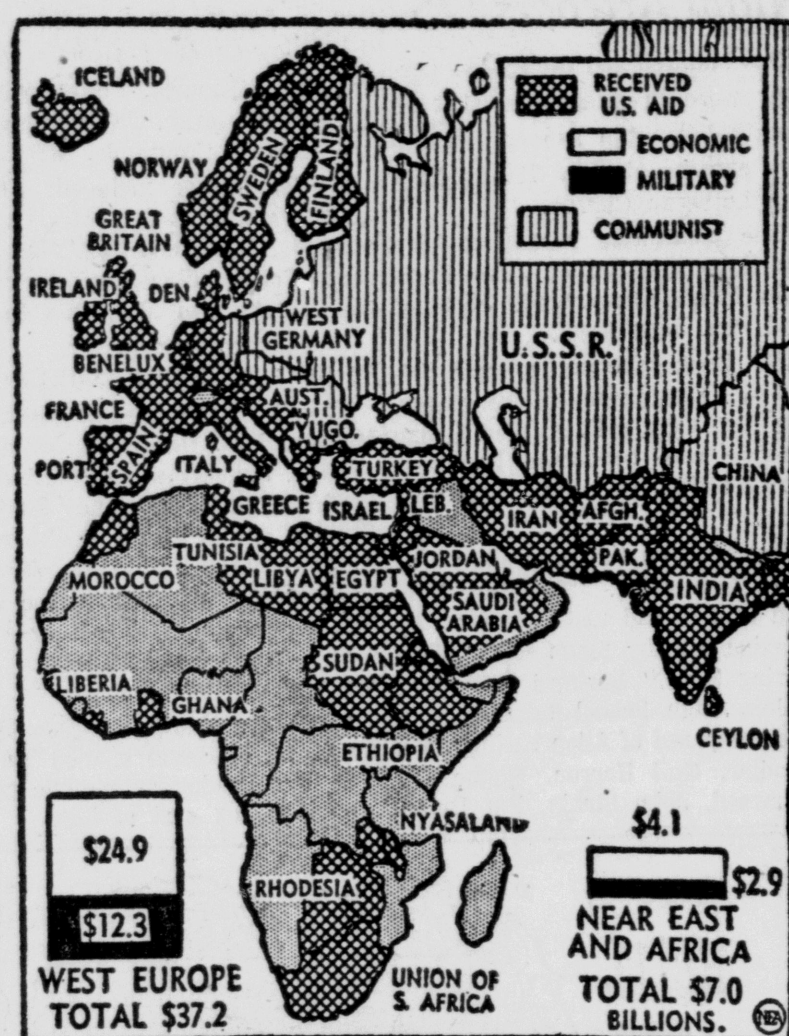 ICELAND
RECEIVED
U.S. AID
ECONOMIC
MILITARY
COMMUNIST
NORWAY
SWEDEN
FINLAND
GREAT
BRITAIN
IRELAND
DEN.
WEST
GERMANY
U.S.S.R.
BENELUX
AUST.
FRANCE
YUGO.
SPAIN
PORT.
ITALY
TURKEY
CHINA
GREECE
ISRAEL
LEB.
IRAN
AFGH.
TUNISIA
JORDAN
PAK.
MOROCCO
LIBYA
EGYPT
INDIA
SAUDI
ARABIA
SUDAN
LIBERIA
GHANA
CEYLON
ETHIOPIA
NYASALAND
RHODESIA
UNION OF
S. AFRICA
$24.9
$12.3
WEST EUROPE
TOTAL $37.2
$4.1
$2.9
NEAR EAST
AND AFRICA
TOTAL $7.0
BILLIONS.
NEA